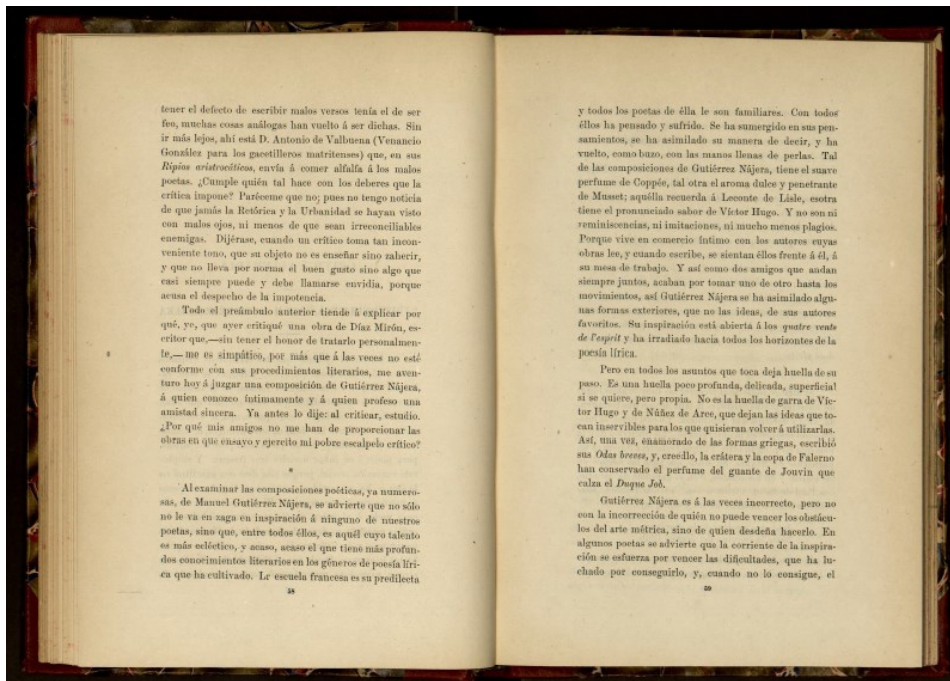 tener el defecto de escribir malos versos tenía el de ser
feo, muchas cosas análogas han vuelto á ser dichas. Sin
ir más lejos, ahí está D. Antonio de Valbuena (Venancio
González para los gacetilleros matritenses) que, en sus
Ripios aristrocáticos, envía á comer alfalfa á los malos
poetas. ¿Cumple quién tal hace con los deberes que la
crítica impone? Paréceme que no; pues no tengo noticia
de que jamás la Retórica y la Urbanidad se hayan visto
con malos ojos, ni menos de que sean irreconciliables
enemigas. Dijérase, cuando un crítico toma tan incon-
veniente tono, que su objeto no es enseñar sino zaherir,
y que no lleva por norma el buen gusto sino algo que
casi siempre puede y debe llamarse envidia, porque
acusa el despecho de la impotencia.
Todo el preámbulo anterior tiende á explicar por
qué, yo, que ayer critiqué una obra de Díaz Mirón, es-
critor que,—sin tener el honor de tratarlo personalmen-
te,—me es simpático, por más que á las veces no esté
conforme con sus procedimientos literarios, me aven-
turo hoy á juzgar una composición de Gutiérrez Nájera,
á quien conozco íntimamente y á quien profeso una
amistad sincera. Ya antes lo dije: al criticar, estudio.
¿Por qué mis amigos no me han de proporcionar las
obras en que ensayo y ejercito mi pobre escalpelo crítico?
*
Al examinar las composiciones poéticas, ya numero-
sas, de Manuel Gutiérrez Nájera, se advierte que no sólo
no le va en zaga en inspiración á ninguno de nuestros
poetas, sino que, entre todos éllos, es aquél cuyo talento
es más ecléctico, y acaso, acaso el que tiene más profun-
dos conocimientos literarios en los géneros de poesía líri-
ca que ha cultivado. Le escuela francesa es su predilecta
58
y todos los poetas de élla le son familiares. Con todos
éllos ha pensado y sufrido. Se ha sumergido en sus pen-
samientos, se ha asimilado su manera de decir, y ha
vuelto, como buzo, con las manos llenas de perlas. Tal
de las composiciones de Gutiérrez Nájera, tiene el suave
perfume de Coppée, tal otra el aroma dulce y penetrante
de Musset; aquélla recuerda á Leconte de Lisle, esotra
tiene el pronunciado sabor de Víctor Hugo. Y no son ni
reminiscencias, ni imitaciones, ni mucho menos plagios.
Porque vive en comercio íntimo con los autores cuyas
obras lee, y cuando escribe, se sientan éllos frente á él, á
su mesa de trabajo. Y así como dos amigos que andan
siempre juntos, acaban por tomar uno de otro hasta los
movimientos, así Gutiérrez Nájera se ha asimilado algu-
nas formas exteriores, que no las ideas, de sus autores
favoritos. Su inspiración está abierta á los quatre vents
de l'esprit y ha irradiado hacia todos los horizontes de la
poesía lírica.
Pero en todos los asuntos que toca deja huella de su
paso. Es una huella poco profunda, delicada, superficial
si se quiere, pero propia. No es la huella de garra de Víc-
tor Hugo y de Núñez de Arce, que dejan las ideas que to-
can inservibles para los que quisieran volver á utilizarlas.
Así, una vez, enamorado de las formas griegas, escribió
sus Odas breves, y, creedlo, la crátera y la copa de Falerno
han conservado el perfume del guante de Jouvin que
calza el Duque Job.
Gutiérrez Nájera es á las veces incorrecto, pero no
con la incorrección de quién no puede vencer los obstácu-
los del arte métrica, sino de quien desdeña hacerlo. En
algunos poetas se advierte que la corriente de la inspira-
ción se esfuerza por vencer las dificultades, que ha lu-
chado por conseguirlo, y, cuando no lo consigue, el
59